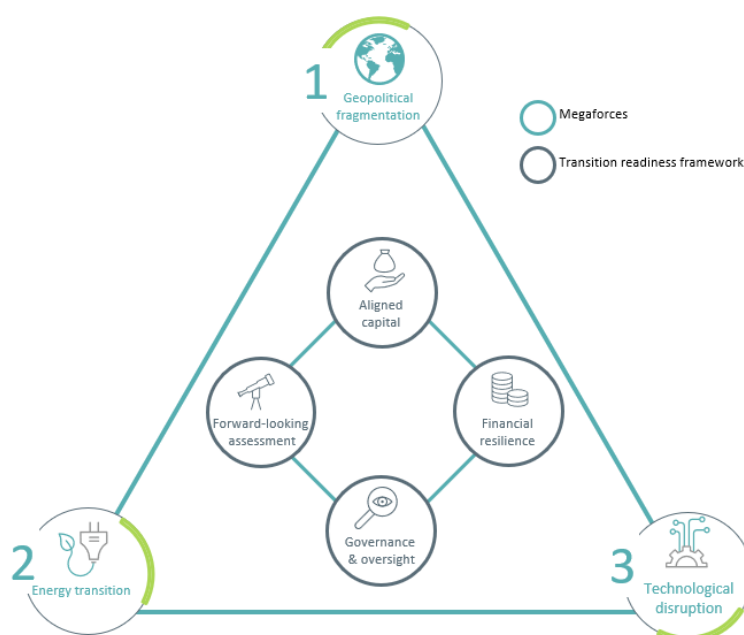 1
Geopolitical
fragmentation
Megaforces
Transition readiness framework
Aligned
capital
Forward-looking
assessment
Financial
resilience
Governance
& oversight
2
Energy transition
3
Technological
disruption